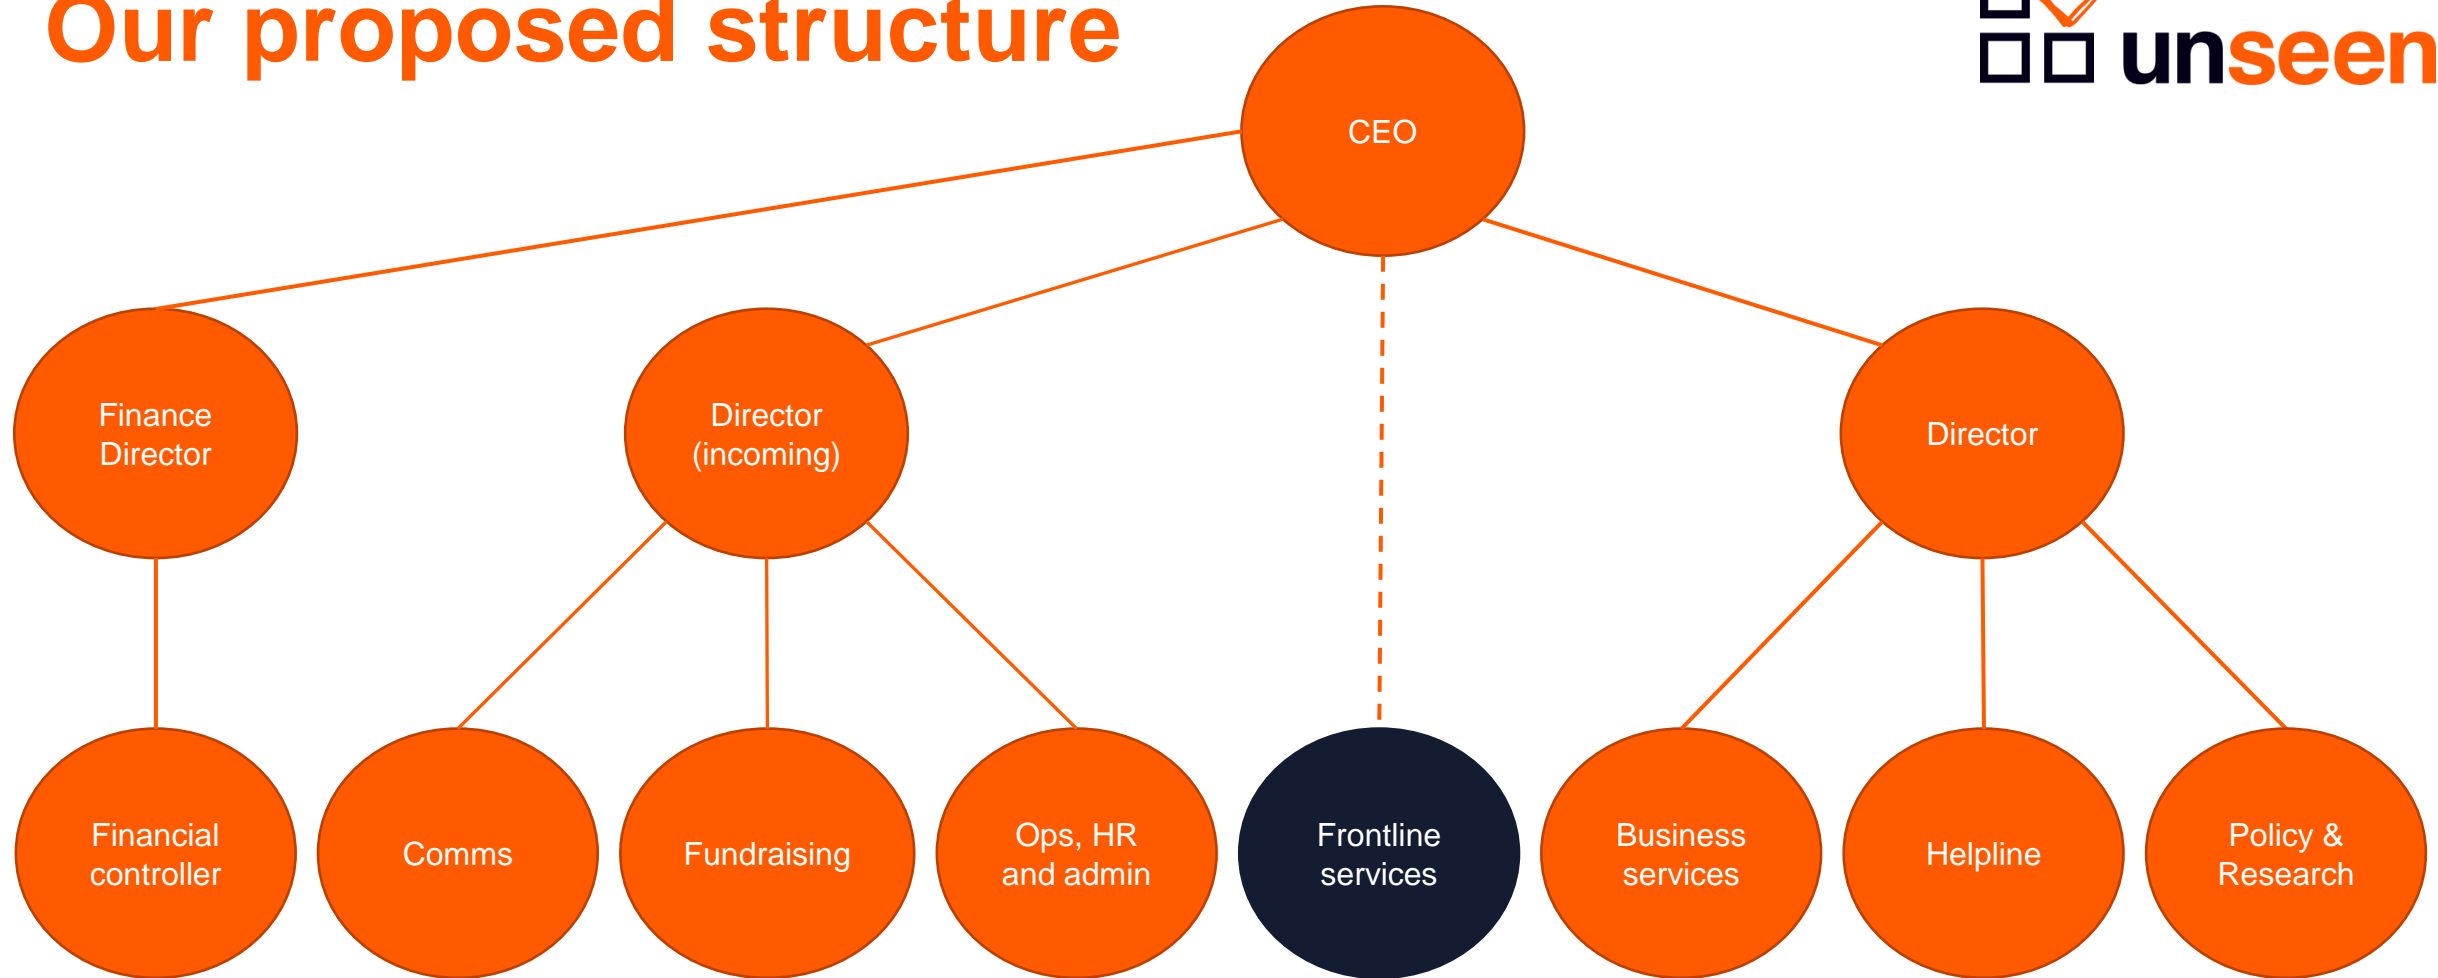 Our proposed structure
unseen
CEO
Finance
Director
Director
(incoming)
Director
Financial
controller
Comms
Fundraising
Ops, HR
and admin
Frontline
services
Business
services
Helpline
Policy &
Research